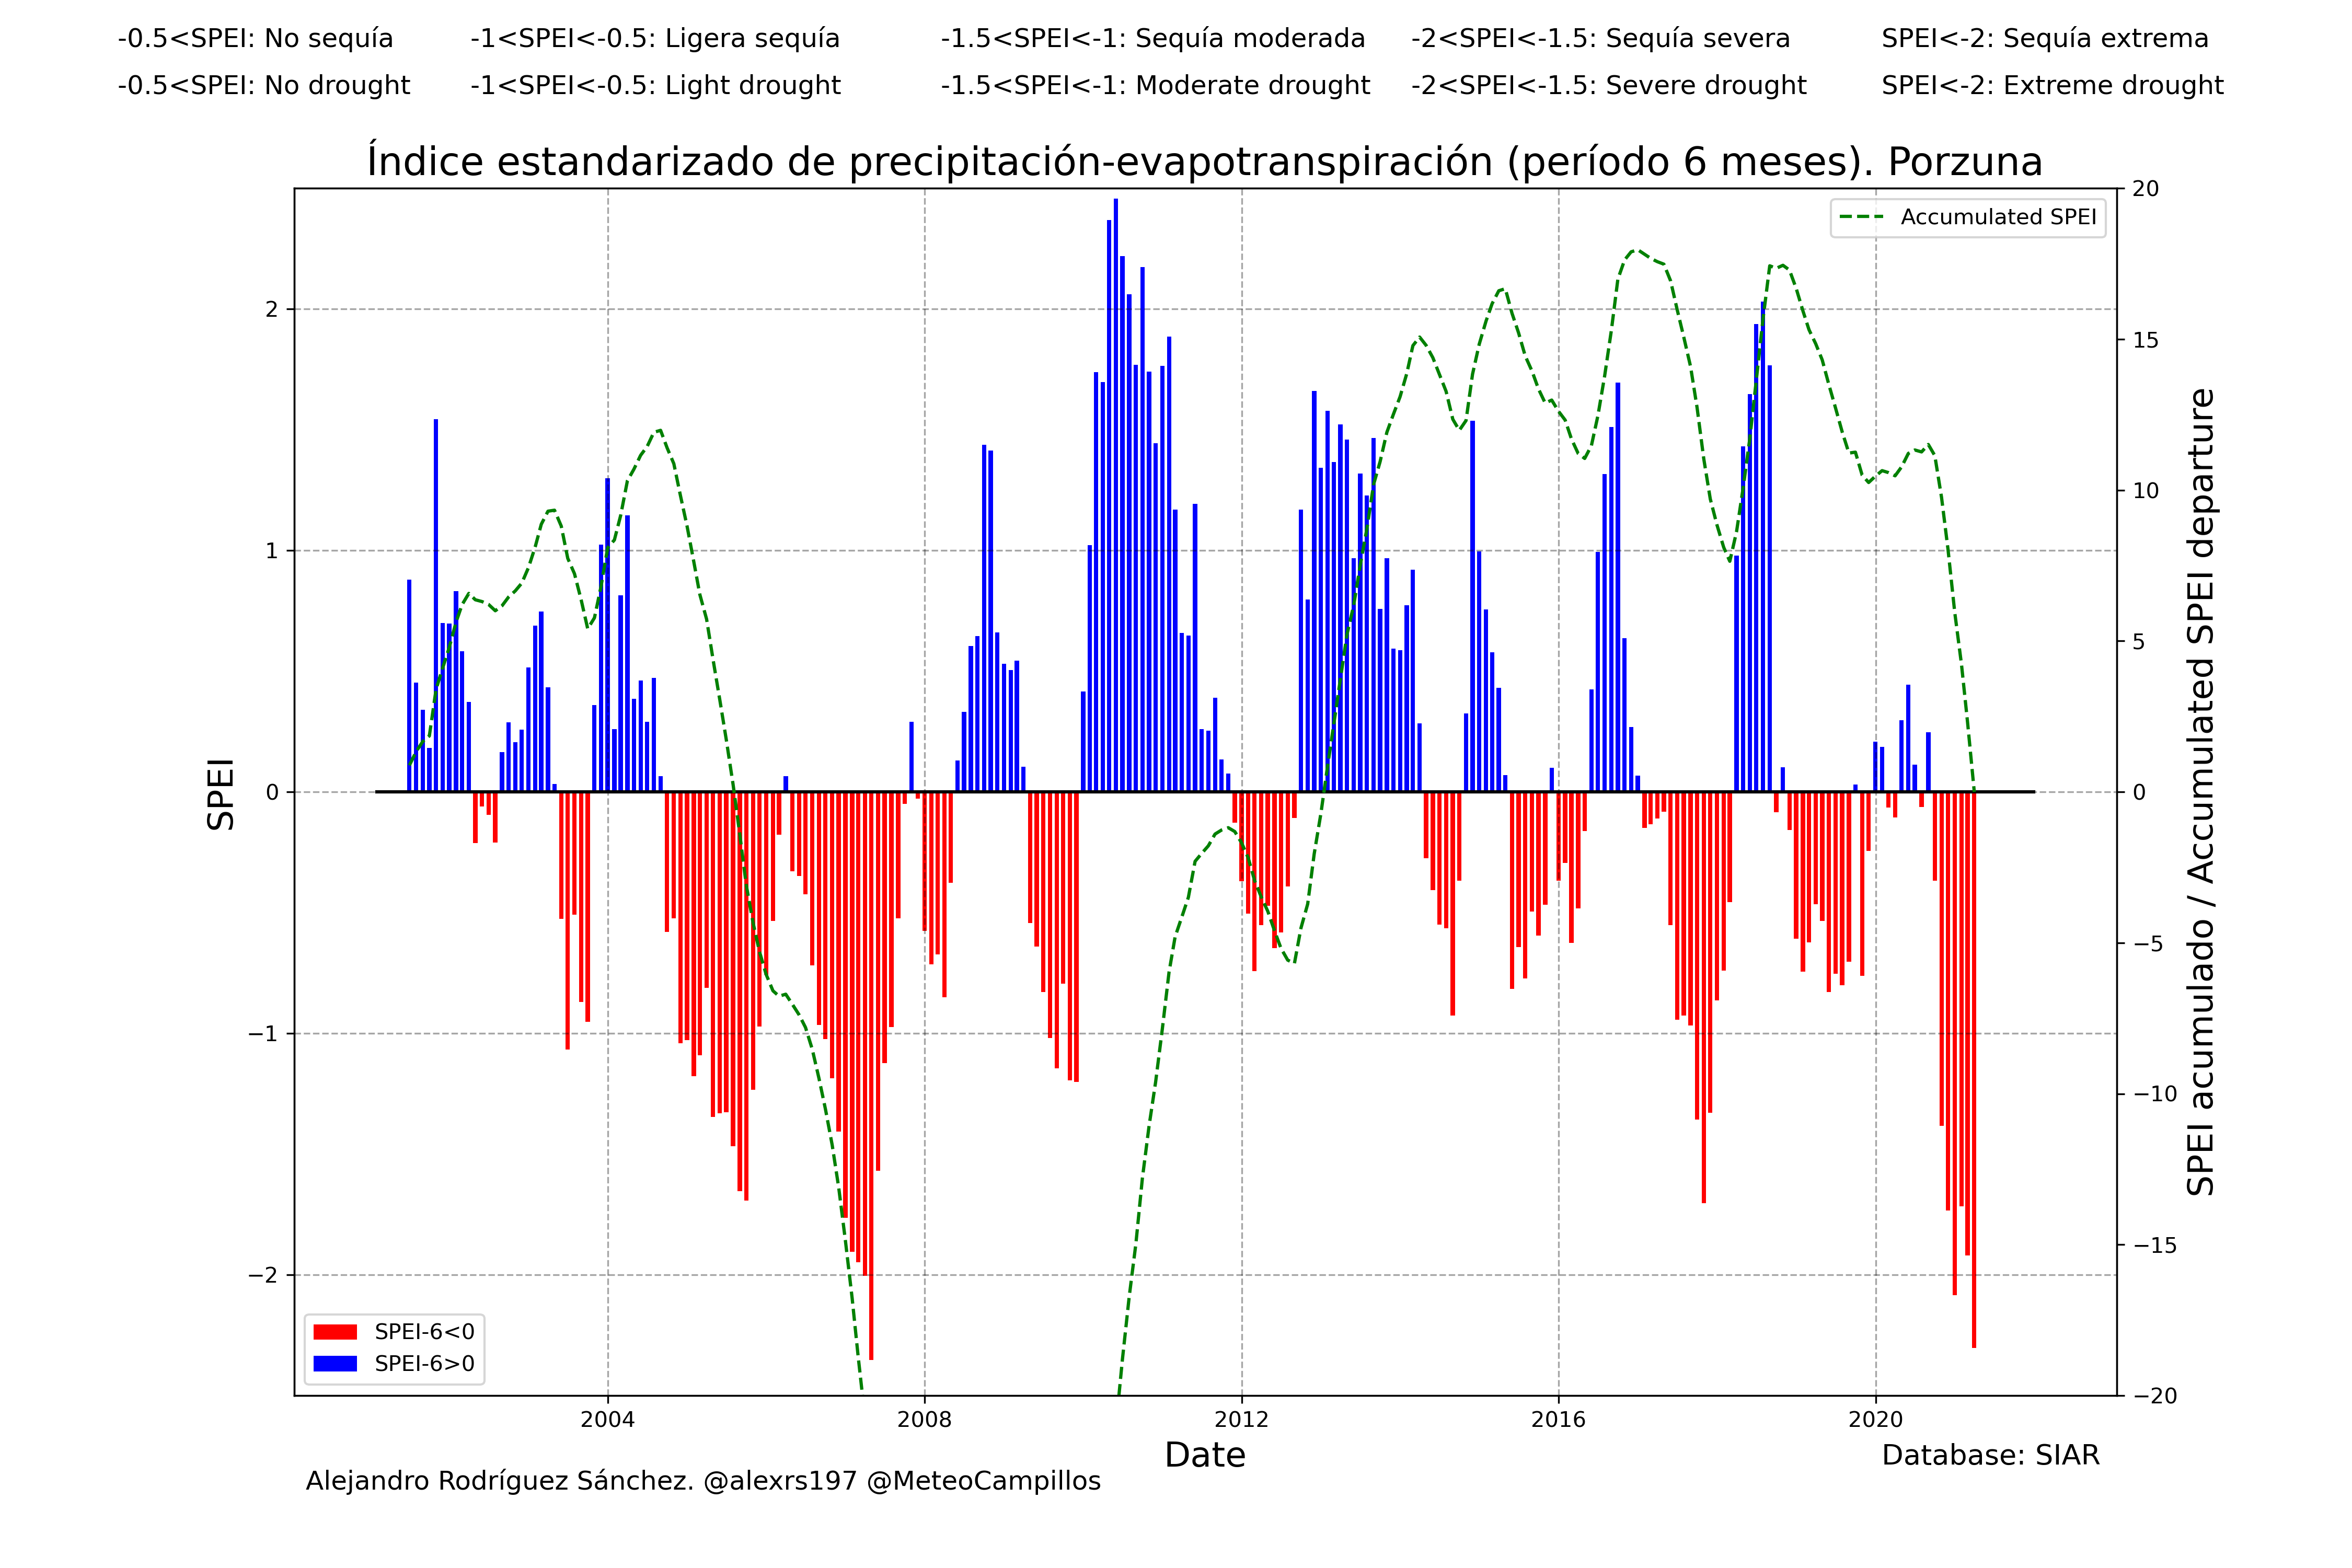 -0.5<SPEI: No sequía -1<SPEI<-0.5: Ligera sequía -1.5<SPEI<-1: Sequía moderada -2<SPEI<-1.5: Sequía severa SPEI<-2: Sequía extrema
-0.5<SPEI: No drought -1<SPEI<-0.5: Light drought -1.5<SPEI<-1: Moderate drought -2<SPEI<-1.5: Severe drought SPEI<-2: Extreme drought
Índice estandarizado de precipitación-evapotranspiración (período 6 meses). Porzuna
Accumulated SPEI
SPEI
2
1
0
−1
−2
20
15
10
5
0
−5
−10
−15
−20
SPEI acumulado / Accumulated SPEI departure
SPEI-6<0
SPEI-6>0
2004 2008 2012 2016 2020
Date
Database: SIAR
Alejandro Rodríguez Sánchez. @alexrs197 @MeteoCampillos